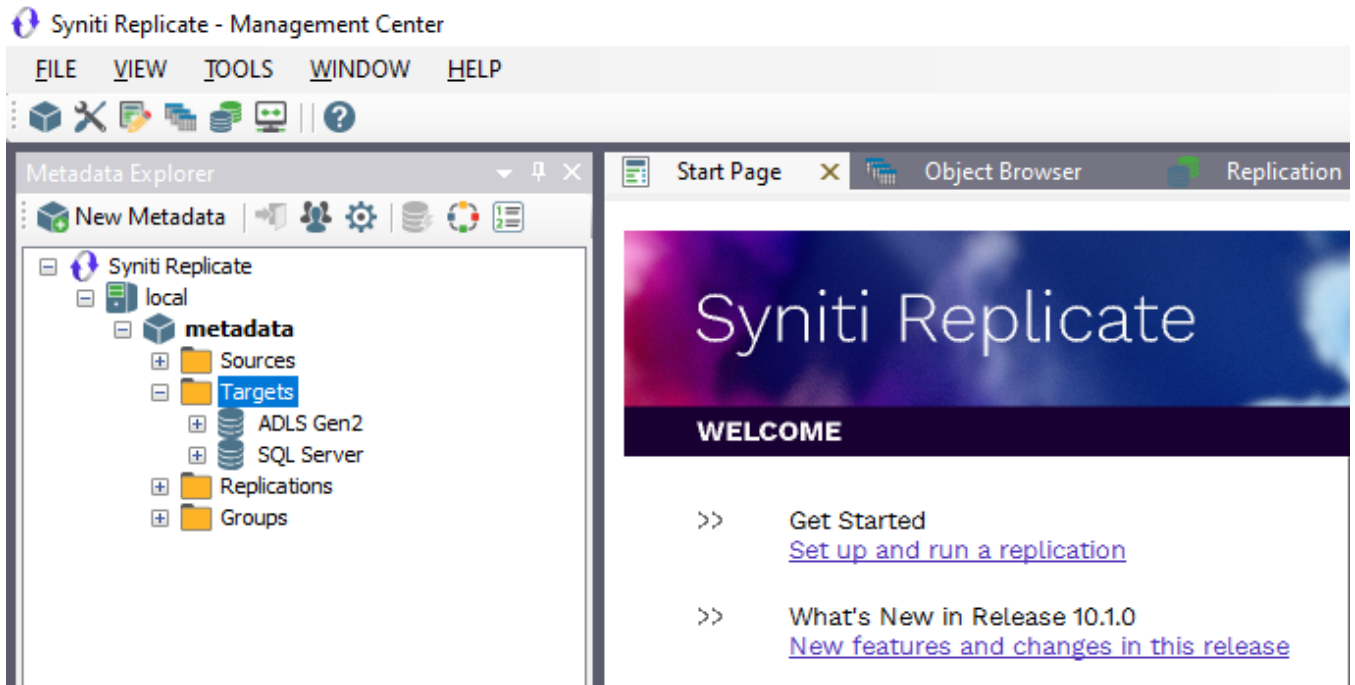 Syniti Replicate - Management Center
FILE VIEW TOOLS WINDOW HELP
Metadata Explorer
New Metadata
Syniti Replicate
local
metadata
Sources
Targets
ADLS Gen2
SQL Server
Replications
Groups
Start Page Object Browser Replication
Syniti Replicate
WELCOME
>> Get Started
Set up and run a replication
>> What's New in Release 10.1.0
New features and changes in this release